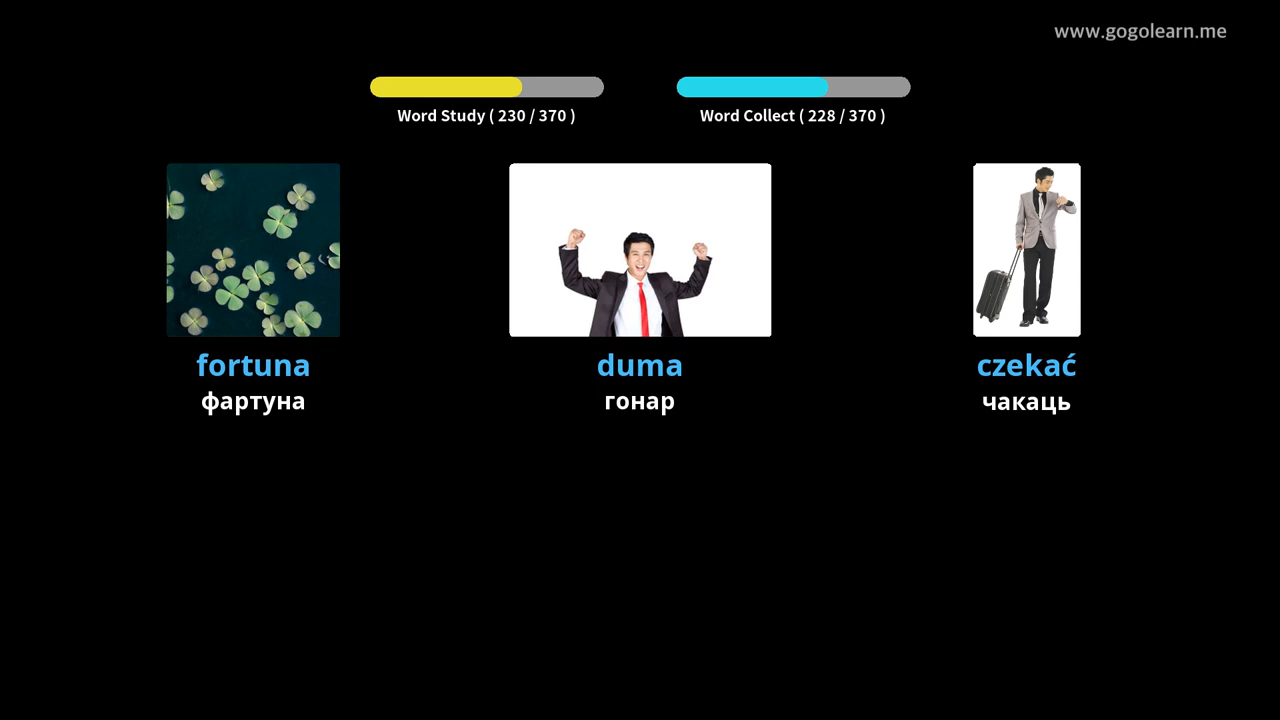 www.gogolearn.me
Word Study ( 230 / 370 )
Word Collect ( 228 / 370 )
fortuna
фартуна
duma
гонар
czekać
чакаць